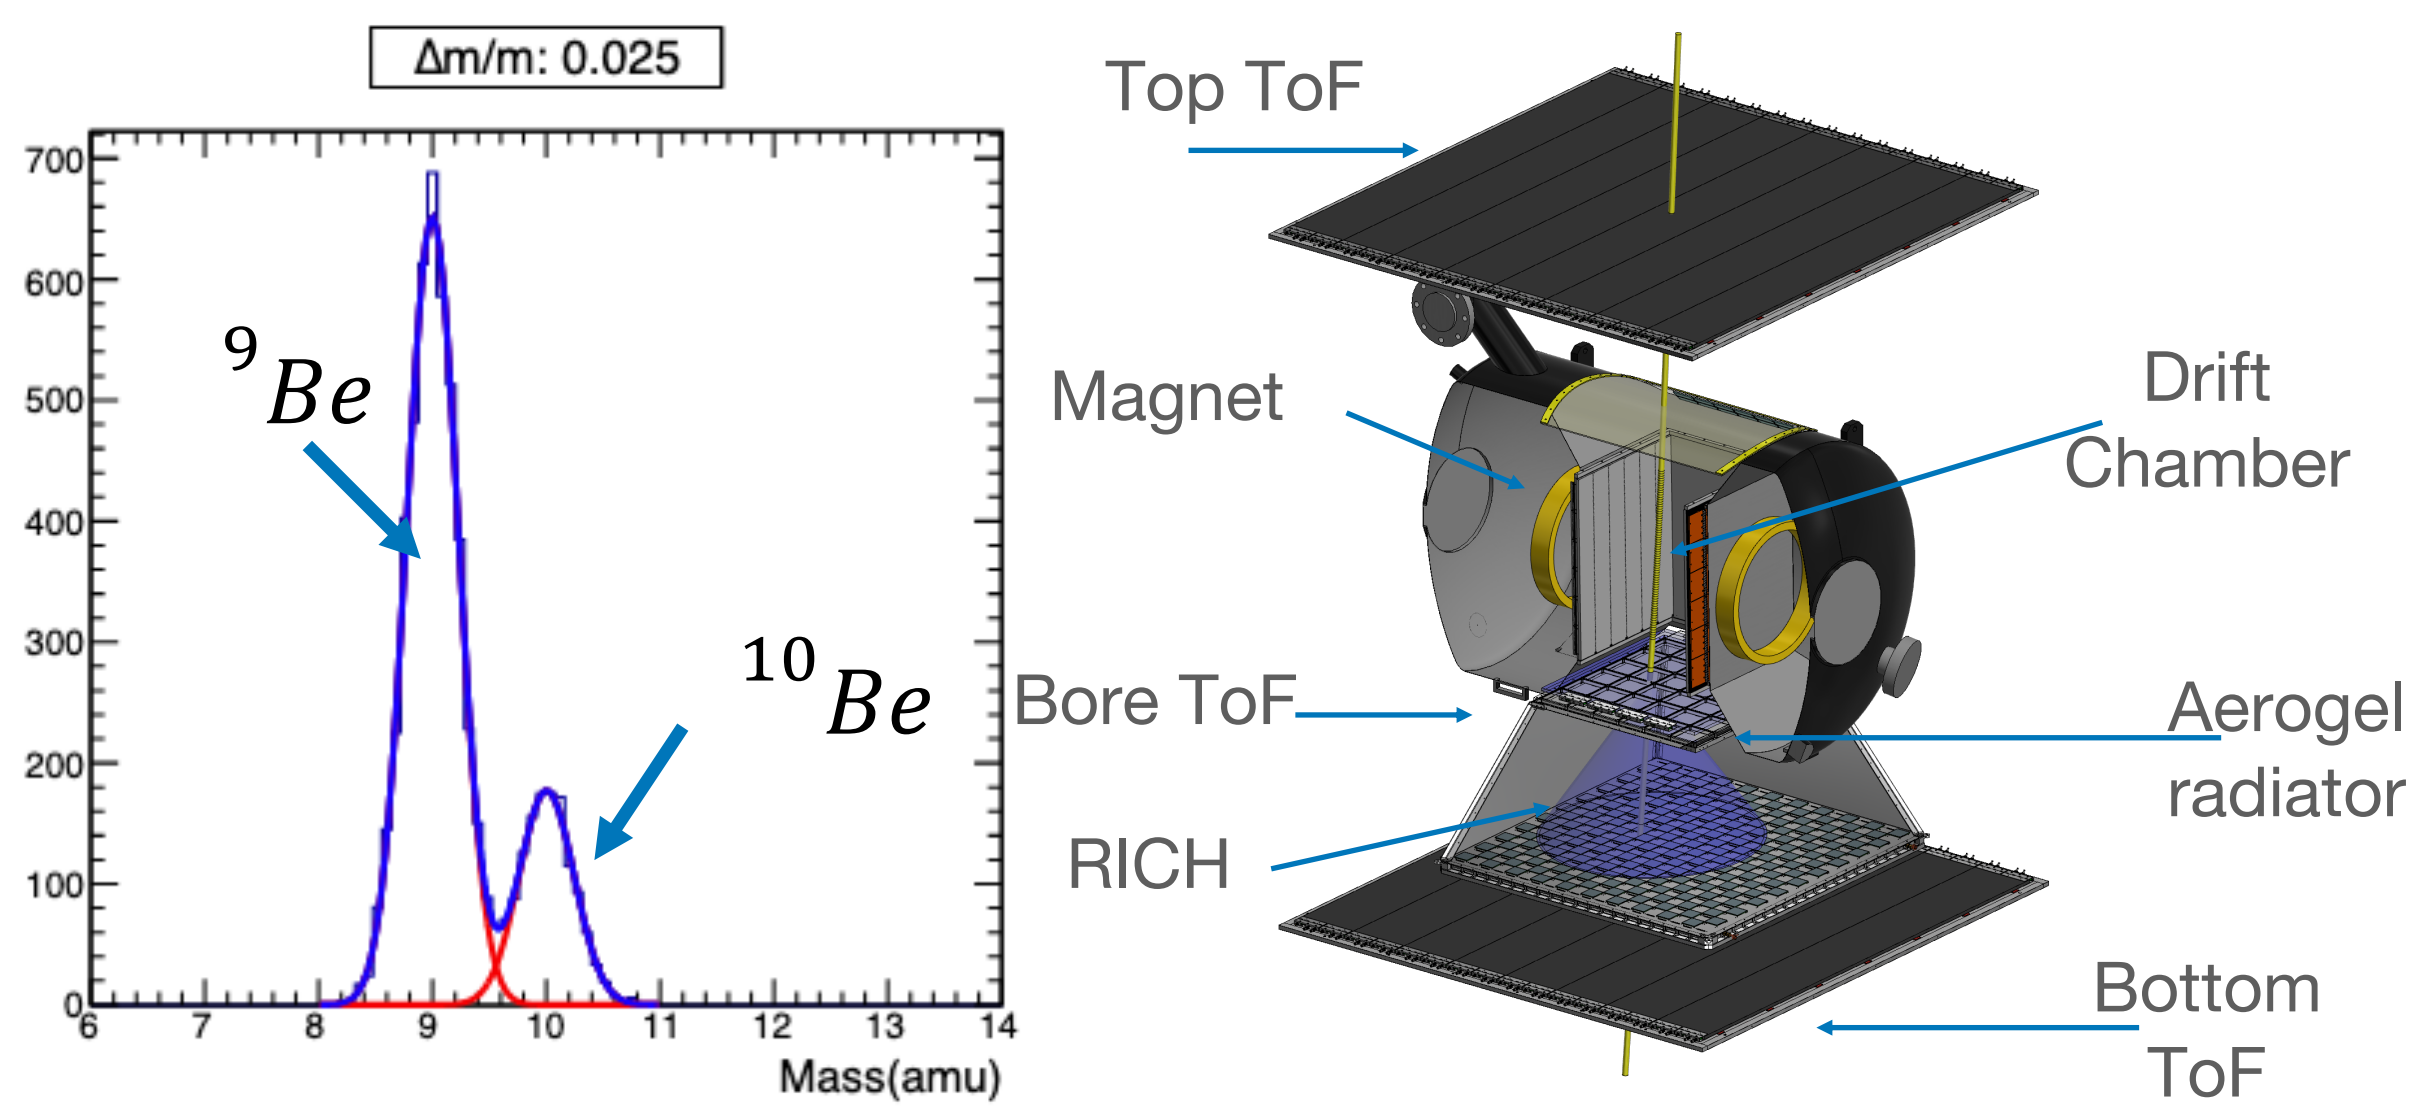 Δm/m: 0.025
700
600
500
400
300
200
100
0
6 7 8 9 10 11 12 13 14
Mass(amu)
⁹Be
¹⁰Be
Top ToF
Magnet
Drift
Chamber
Bore ToF
Aerogel
radiator
RICH
Bottom
ToF